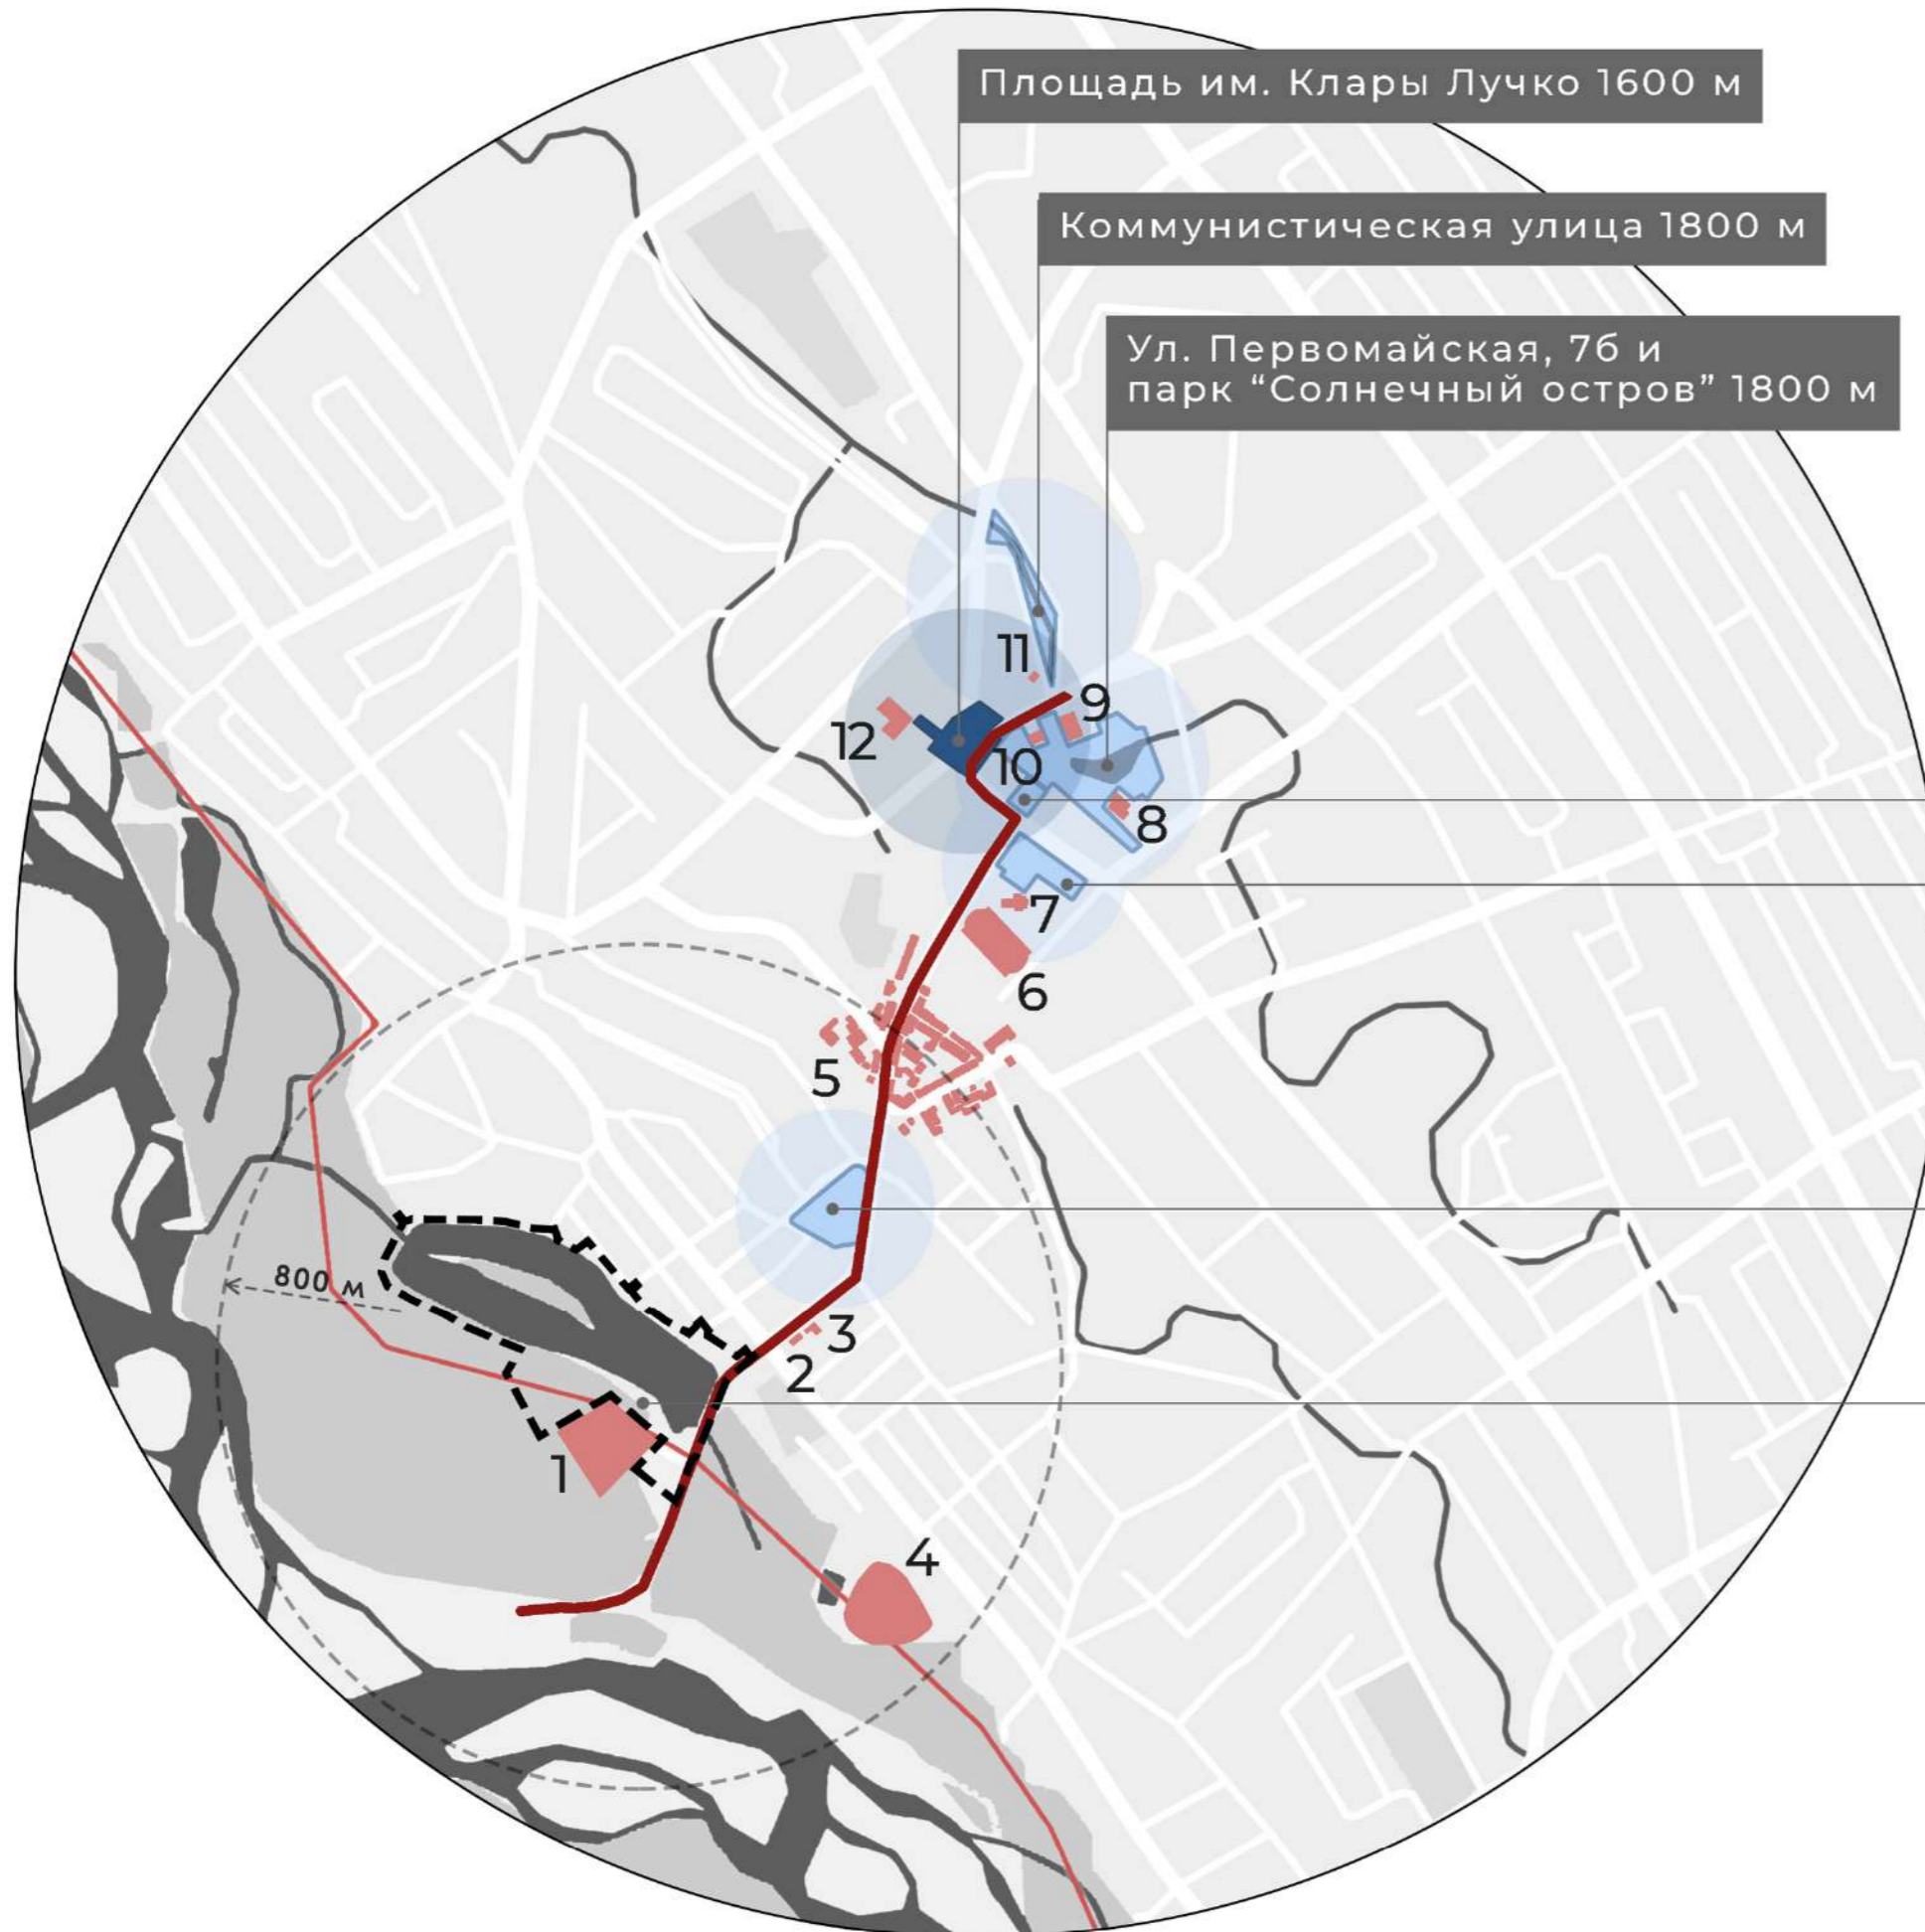 Площадь им. Клары Лучко 1600 м
Коммунистическая улица 1800 м
Ул. Первомайская, 7б и
парк “Солнечный остров” 1800 м
11
9
12
10
8
7
6
5
800 м
3
2
1
4